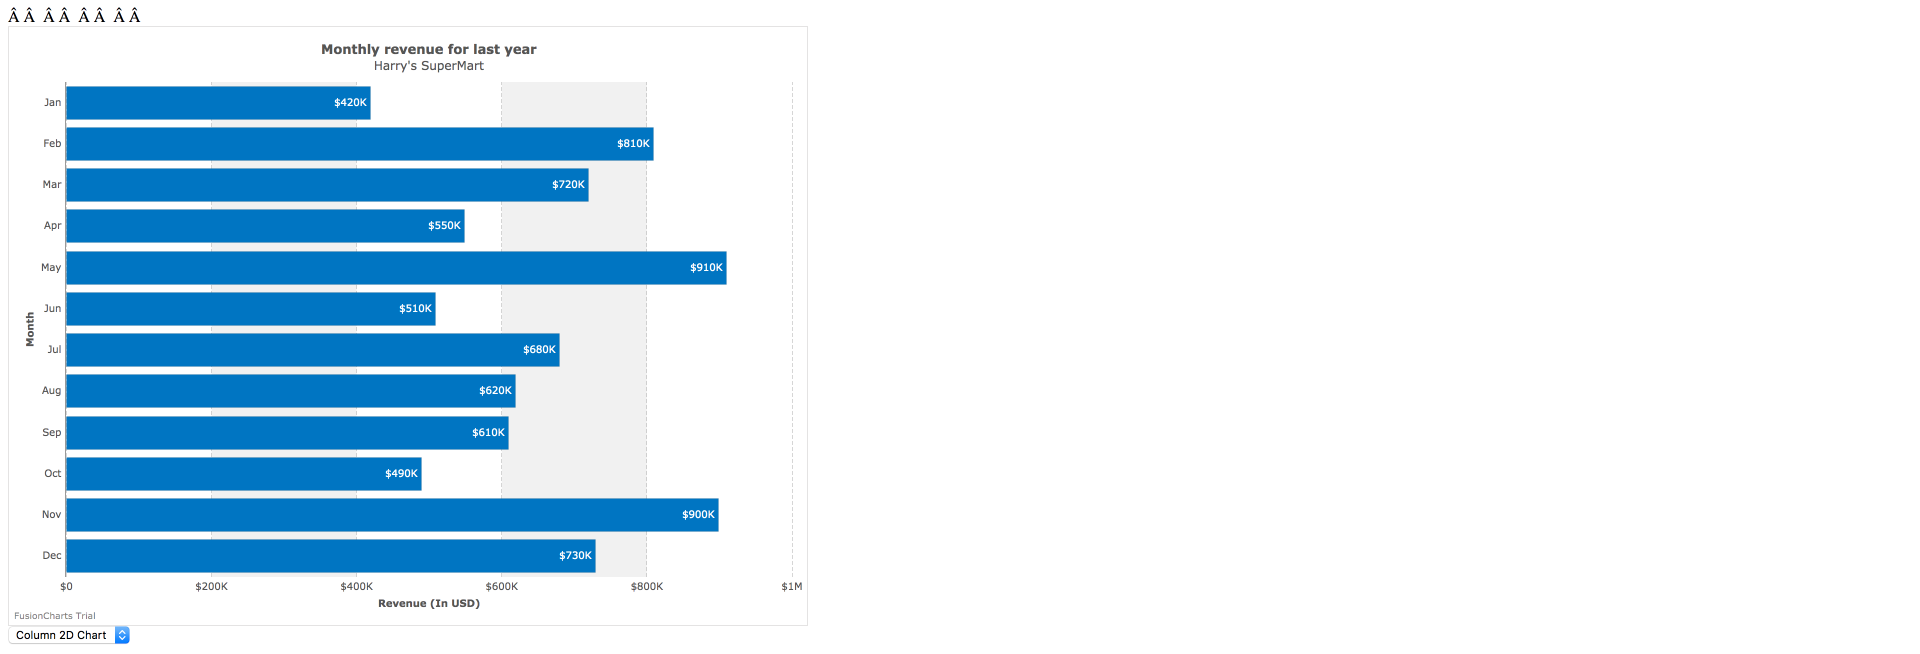 Â Â  Â Â  Â Â  Â Â
Monthly revenue for last year
Harry's SuperMart
Jan $420K
Feb $810K
Mar $720K
Apr $550K
May $910K
Jun $510K
Month
Jul $680K
Aug $620K
Sep $610K
Oct $490K
Nov $900K
Dec $730K
$0 $200K $400K $600K $800K $1M
Revenue (In USD)
FusionCharts Trial
Column 2D Chart